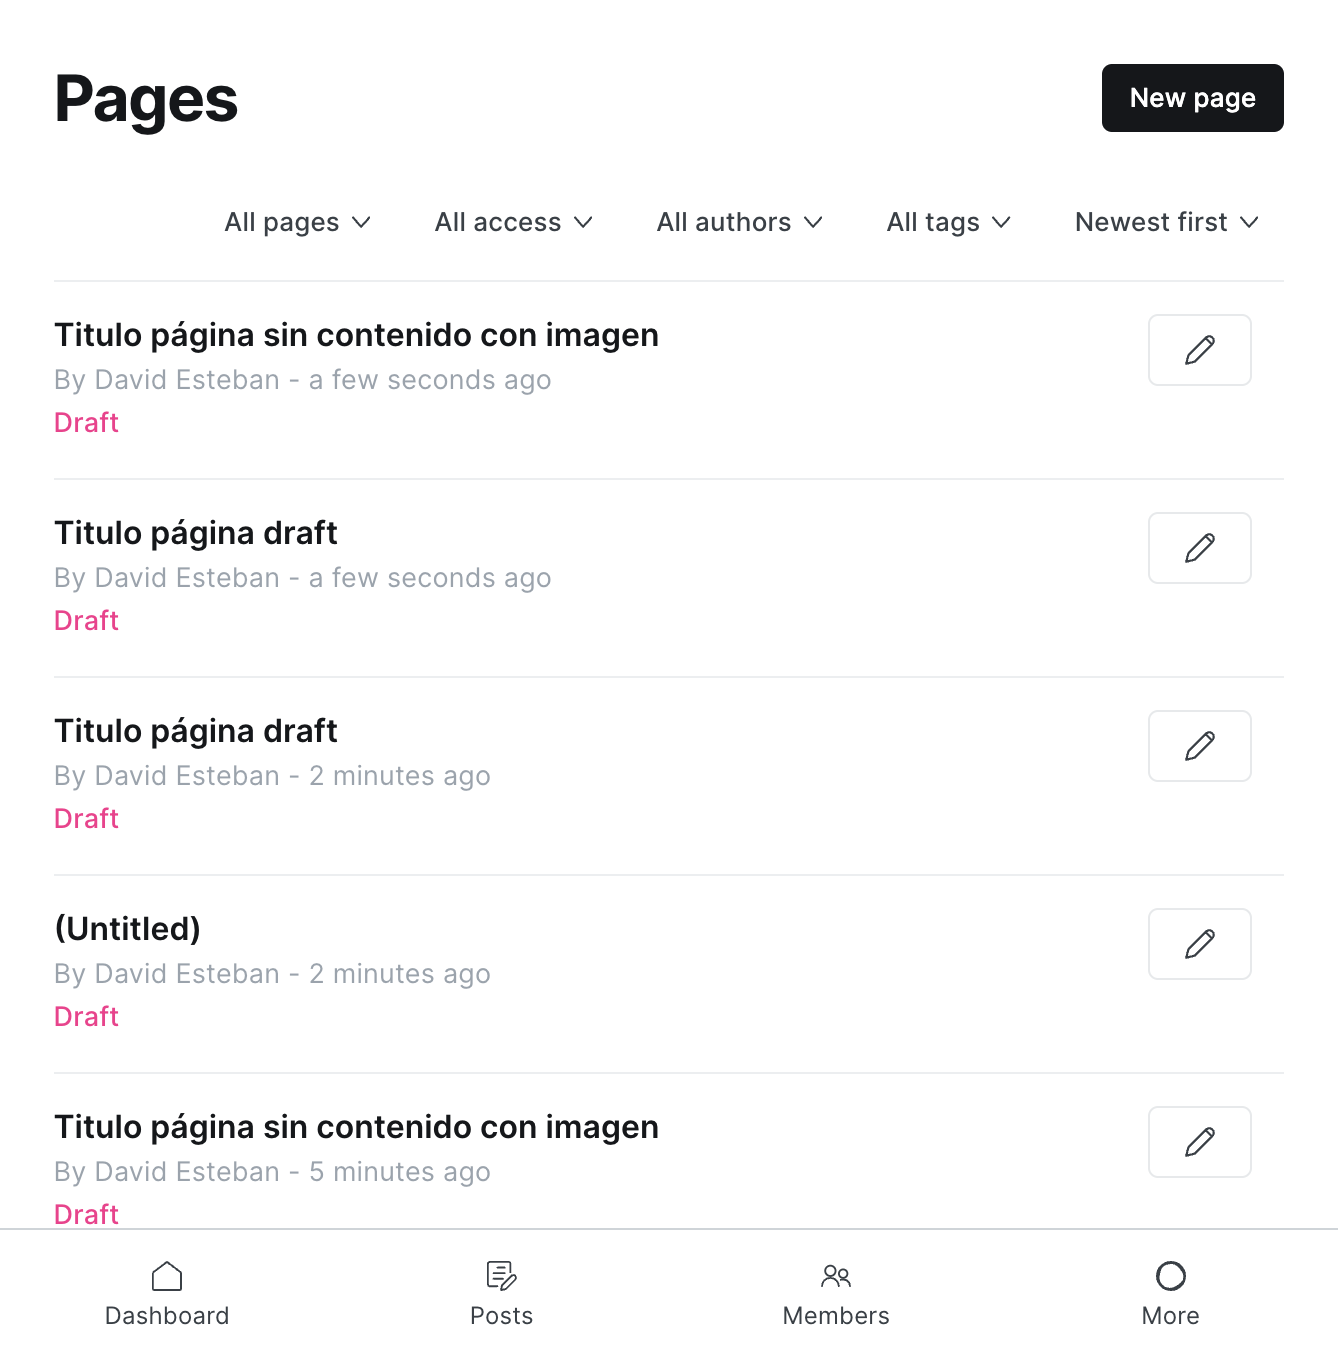 Pages
New page
All pages
All access
All authors
All tags
Newest first
Titulo página sin contenido con imagen
By David Esteban - a few seconds ago
Draft
Titulo página draft
By David Esteban - a few seconds ago
Draft
Titulo página draft
By David Esteban - 2 minutes ago
Draft
(Untitled)
By David Esteban - 2 minutes ago
Draft
Titulo página sin contenido con imagen
By David Esteban - 5 minutes ago
Draft
Dashboard
Posts
Members
More